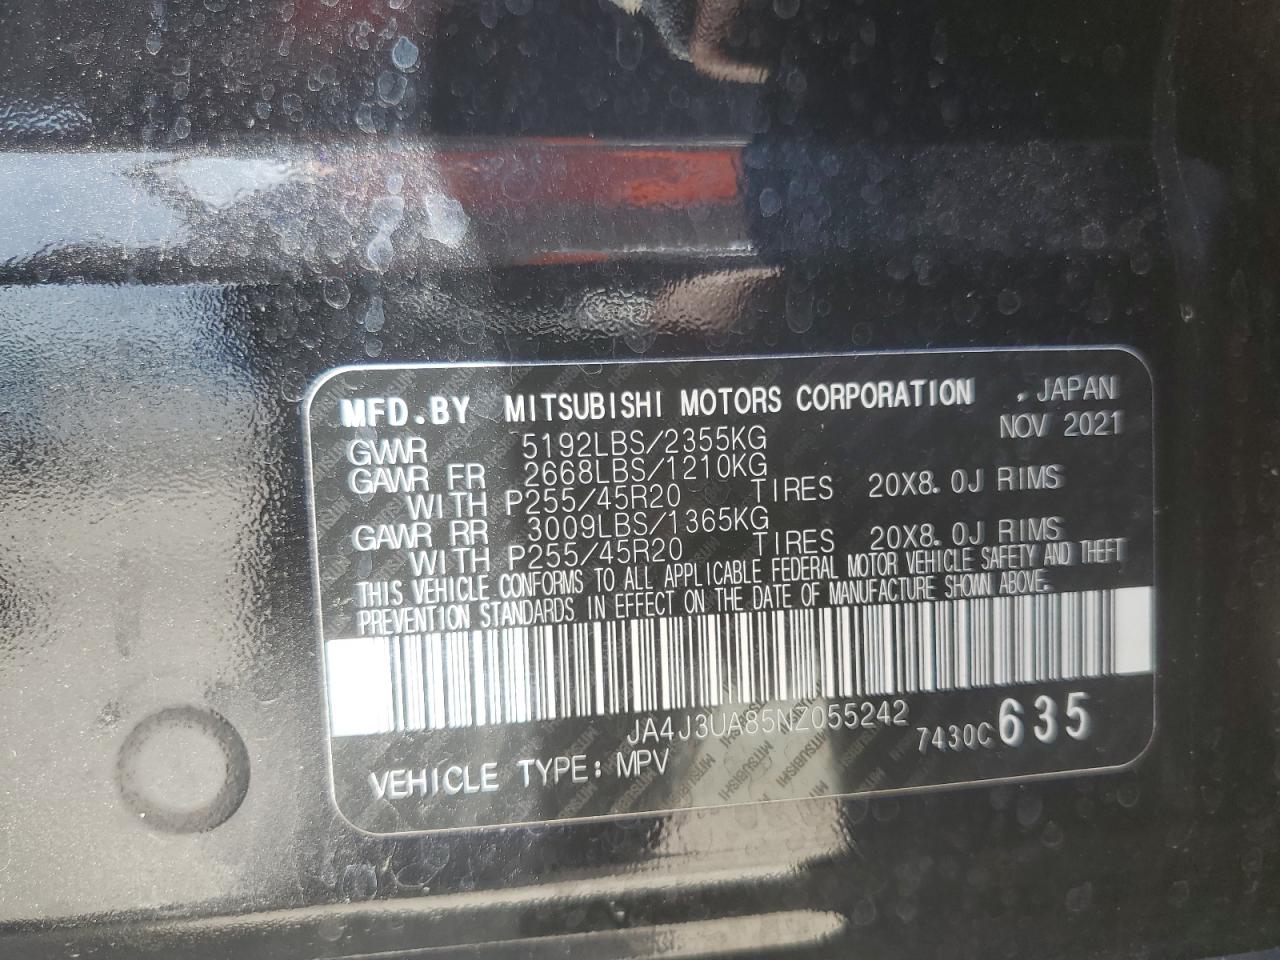 MFD.BY MITSUBISHI MOTORS CORPORATION , JAPAN
NOV 2021
GVWR 5192LBS/2355KG
GAWR FR 2668LBS/1210KG
WITH P255/45R20 TIRES 20X8.0J RIMS
GAWR RR 3009LBS/1365KG
WITH P255/45R20 TIRES 20X8.0J RIMS
THIS VEHICLE CONFORMS TO ALL APPLICABLE FEDERAL MOTOR VEHICLE SAFETY AND THEFT
PREVENTION STANDARDS IN EFFECT ON THE DATE OF MANUFACTURE SHOWN ABOVE.
JA4J3UA85NZ055242
7430C 635
VEHICLE TYPE: MPV